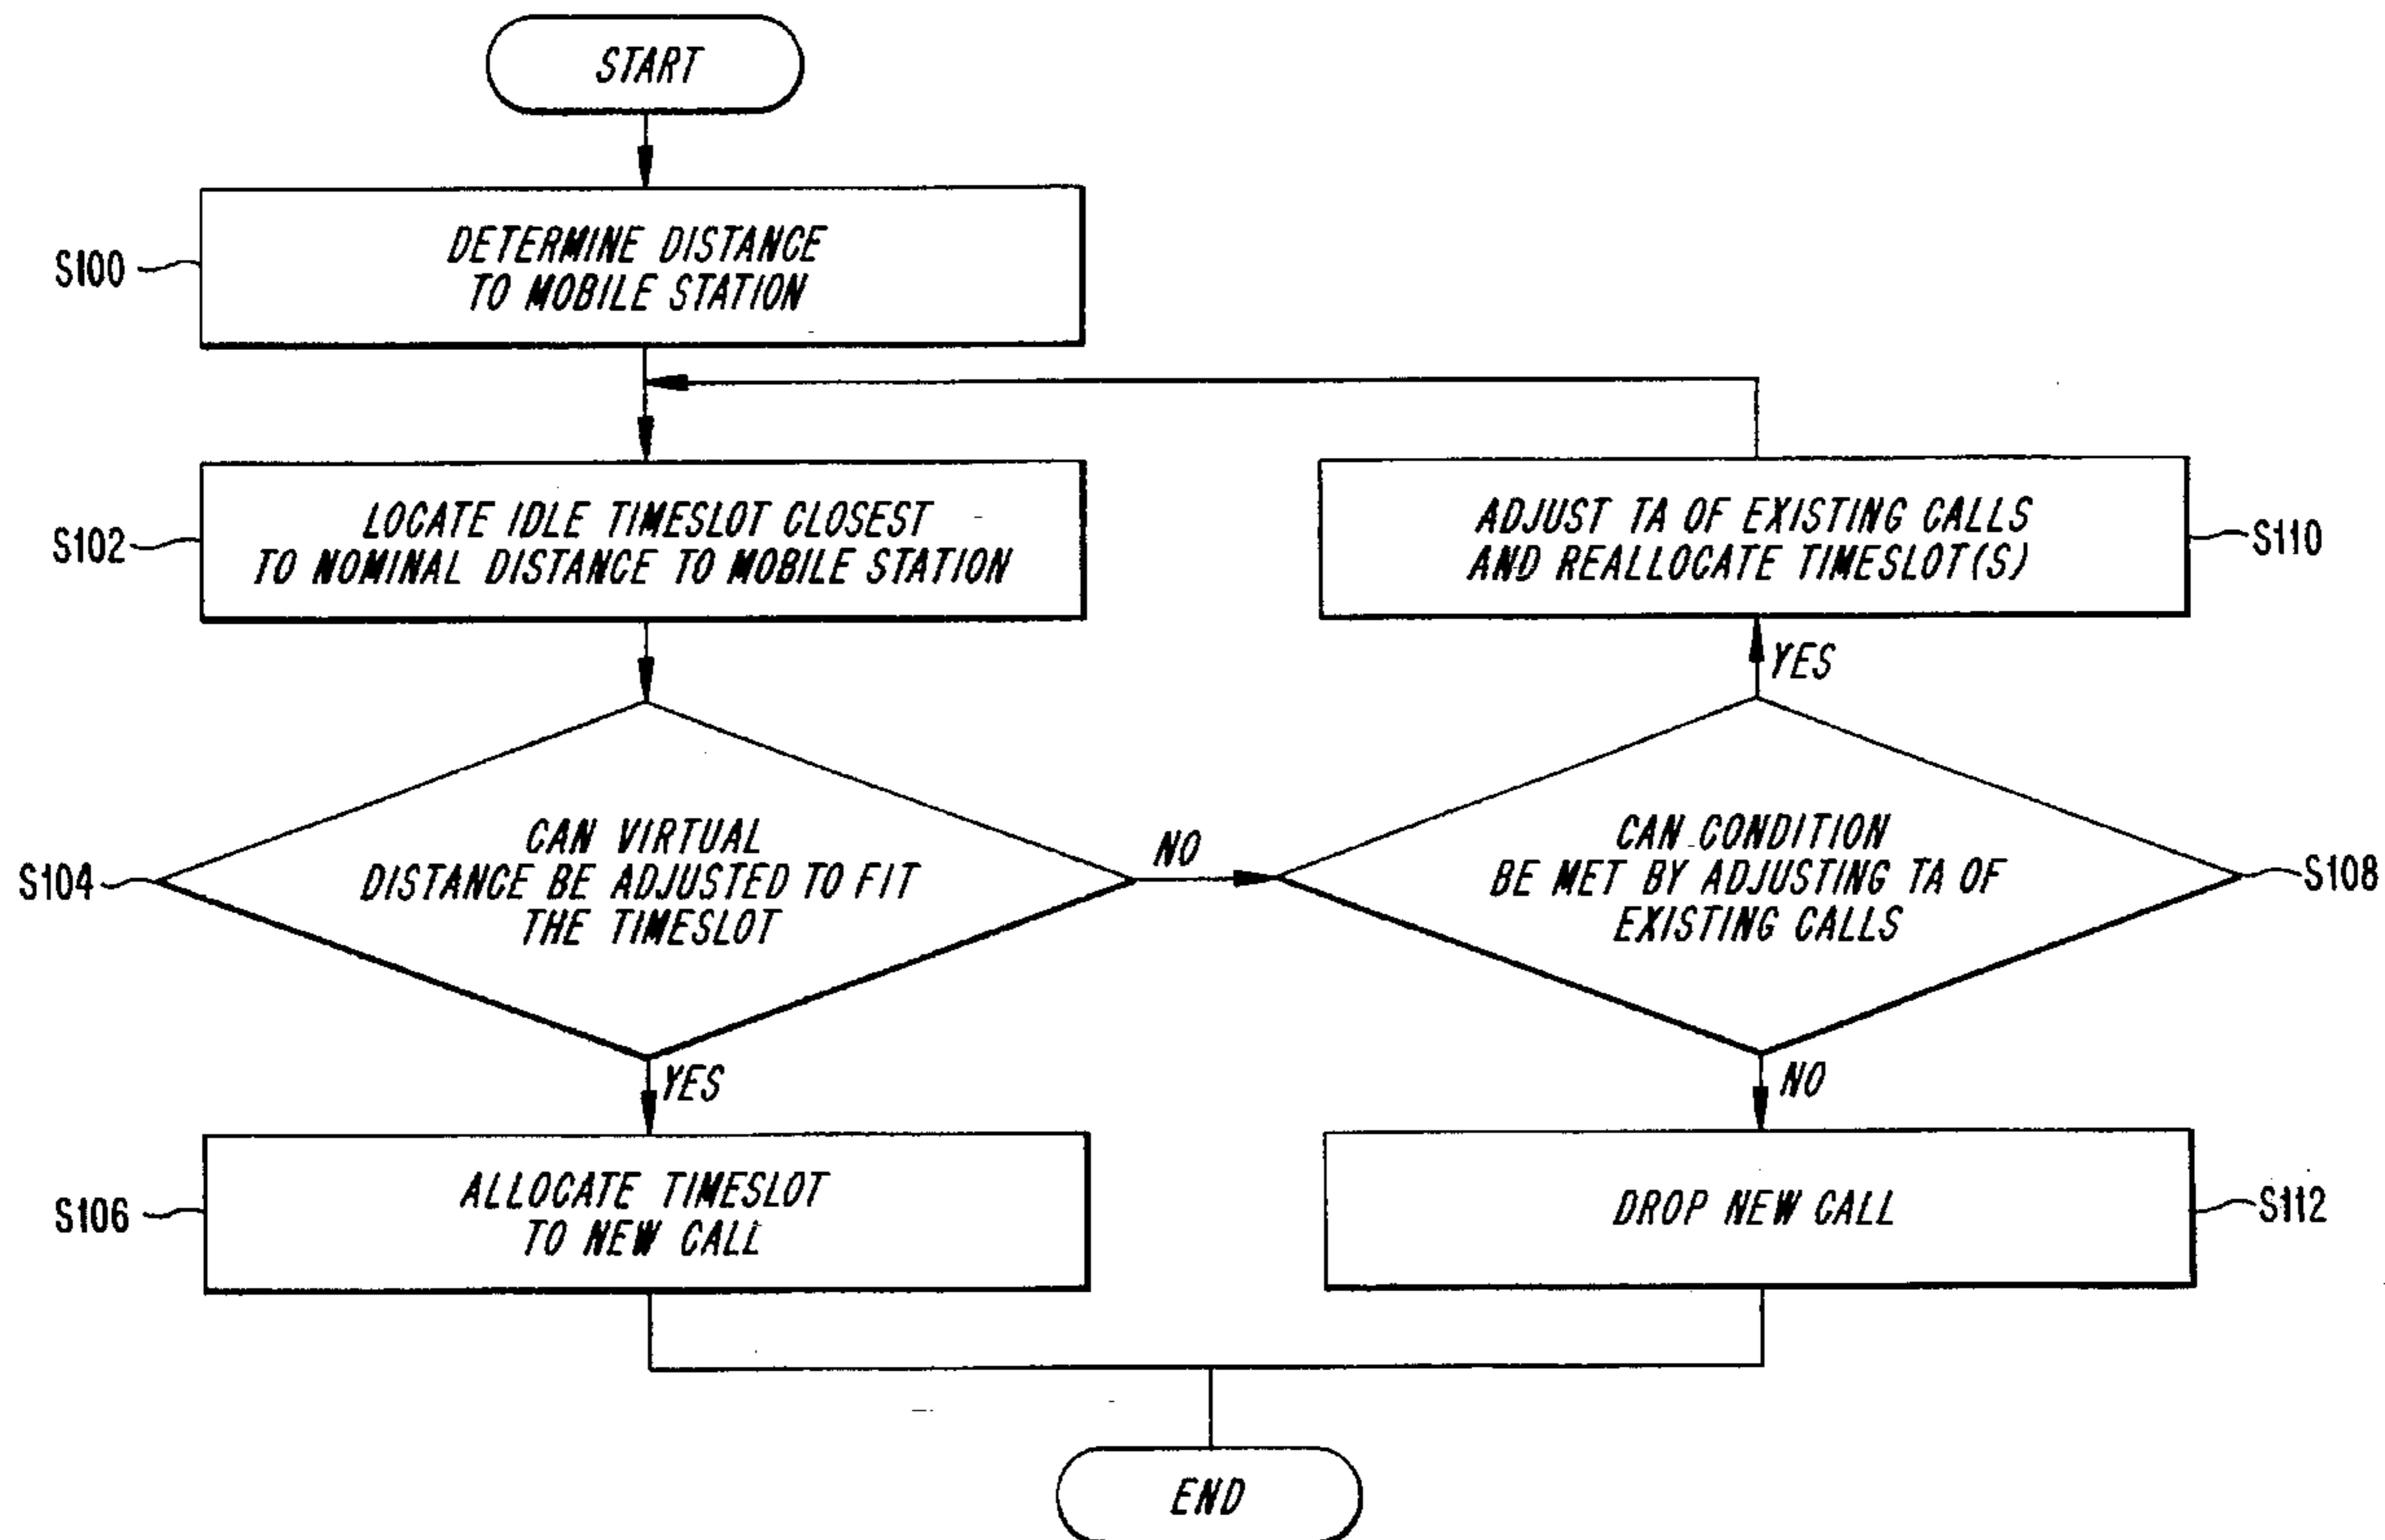 START
S100
DETERMINE DISTANCE
TO MOBILE STATION
S102
LOCATE IDLE TIMESLOT CLOSEST
TO NOMINAL DISTANCE TO MOBILE STATION
ADJUST TA OF EXISTING CALLS
AND REALLOCATE TIMESLOT(S)
S110
YES
S104
CAN VIRTUAL
DISTANCE BE ADJUSTED TO FIT
THE TIMESLOT
NO
CAN CONDITION
BE MET BY ADJUSTING TA OF
EXISTING CALLS
S108
YES
NO
S106
ALLOCATE TIMESLOT
TO NEW CALL
DROP NEW CALL
S112
END